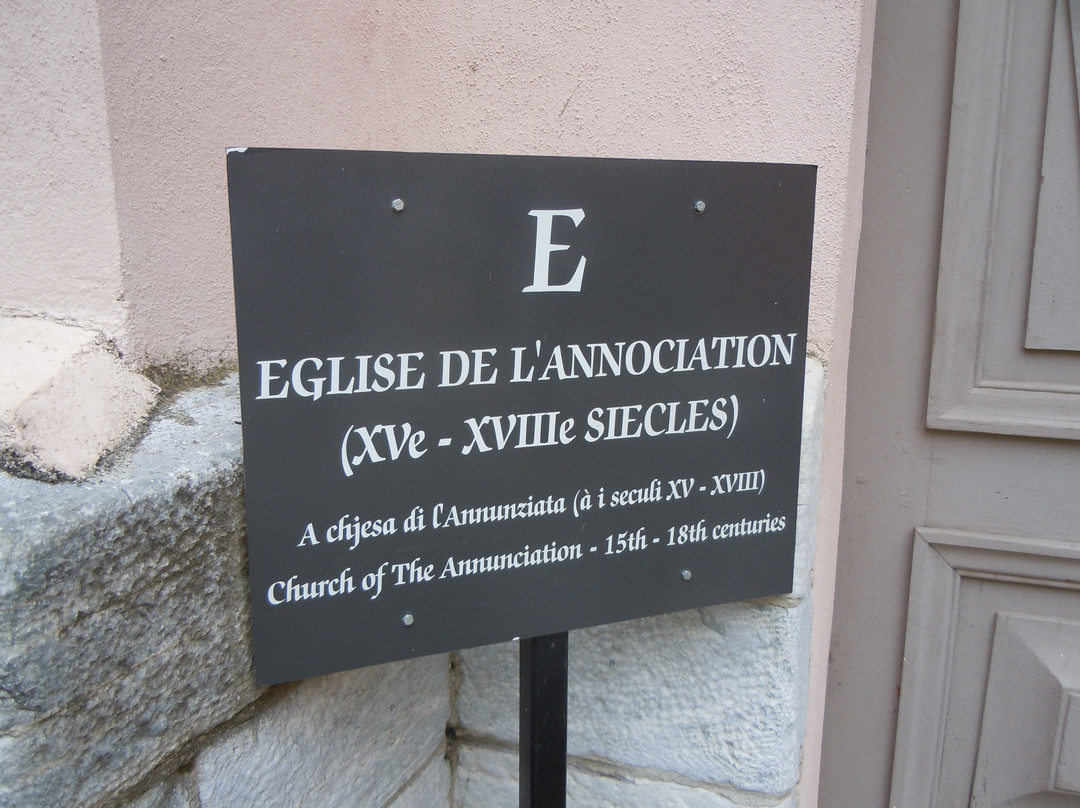 E
EGLISE DE L'ANNOCIATION
(XVe - XVIIIe SIECLES)
A chjesa di l'Annunziata (à i seculi XV - XVIII)
Church of The Annunciation - 15th - 18th centuries